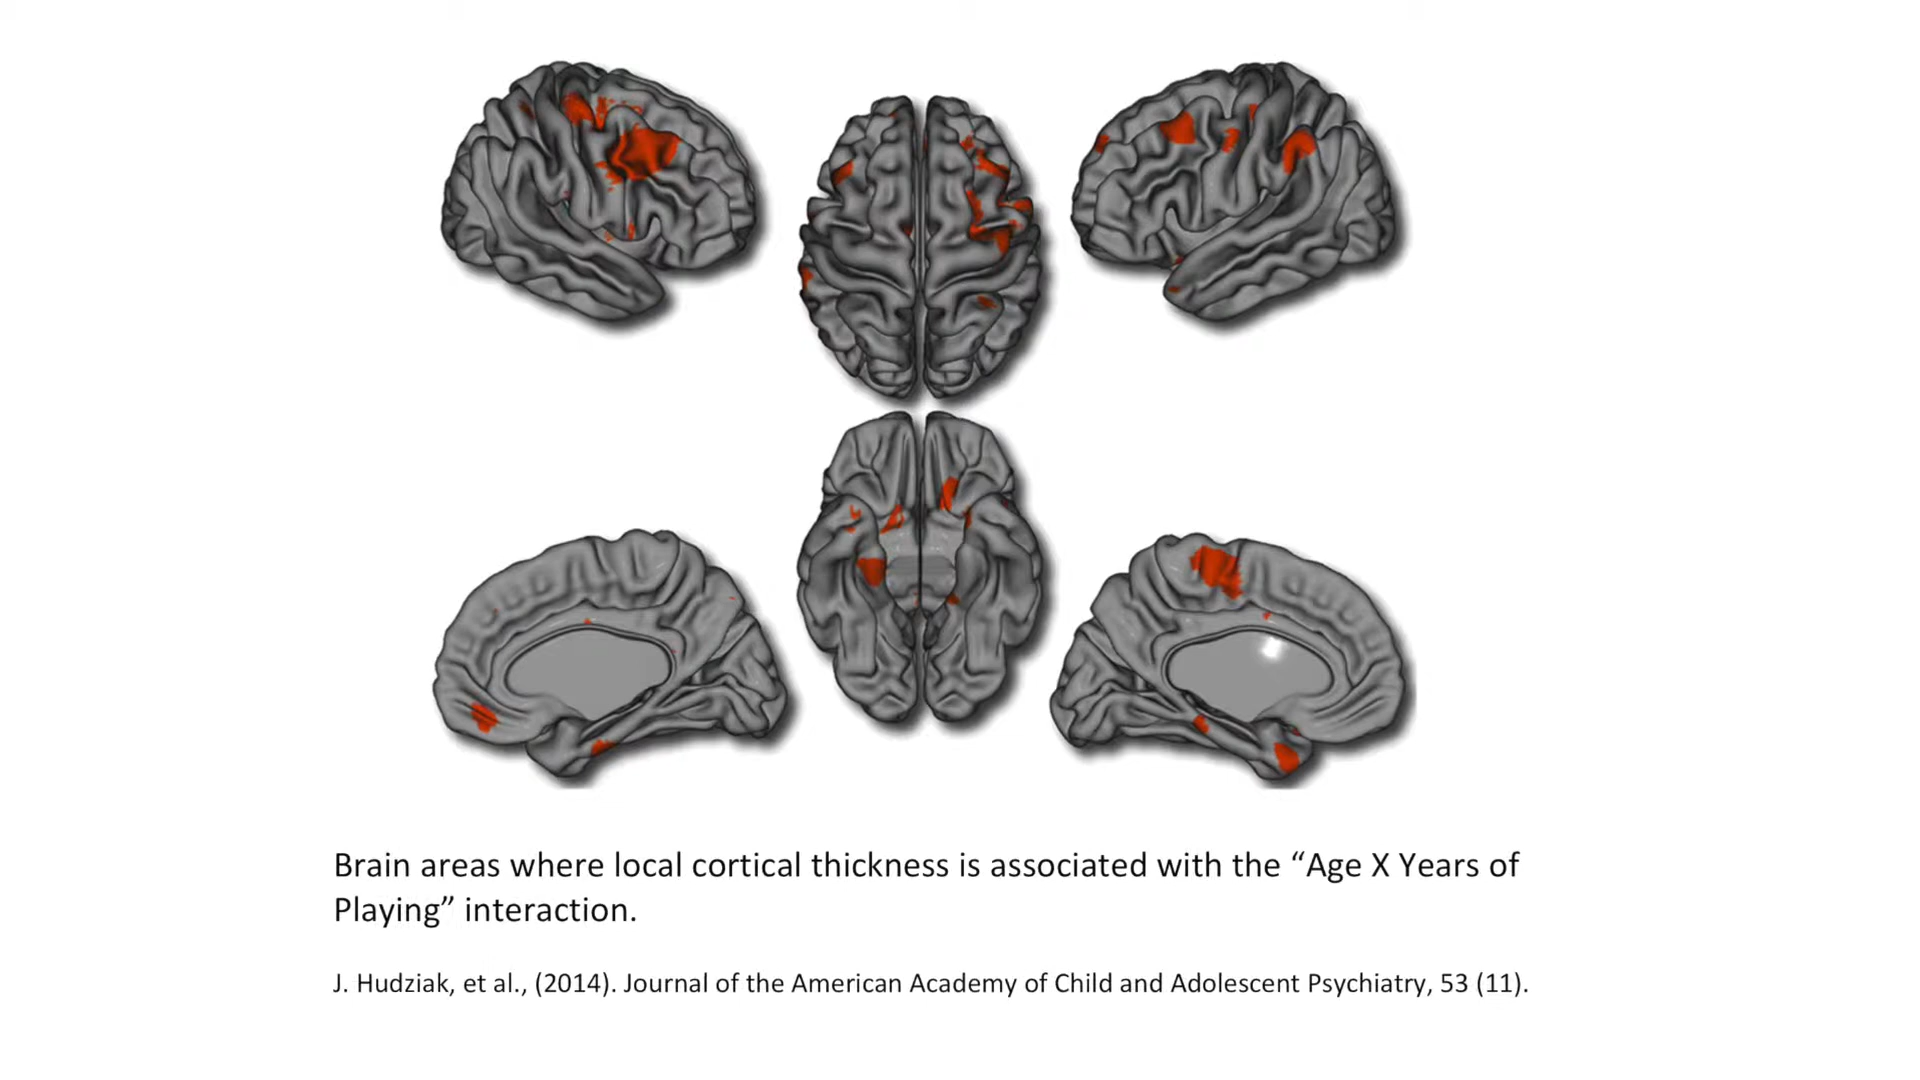 Brain areas where local cortical thickness is associated with the “Age X Years of
Playing” interaction.
J. Hudziak, et al., (2014). Journal of the American Academy of Child and Adolescent Psychiatry, 53 (11).